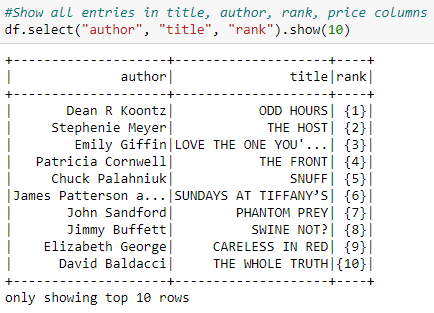 #Show all entries in title, author, rank, price columns
df.select("author", "title", "rank").show(10)
+--------------------+--------------------+----+
|              author|               title|rank|
+--------------------+--------------------+----+
|       Dean R Koontz|           ODD HOURS| {1}|
|     Stephenie Meyer|            THE HOST| {2}|
|        Emily Giffin|LOVE THE ONE YOU'...| {3}|
|   Patricia Cornwell|           THE FRONT| {4}|
|     Chuck Palahniuk|               SNUFF| {5}|
|James Patterson a...|SUNDAYS AT TIFFANY’S| {6}|
|       John Sandford|        PHANTOM PREY| {7}|
|       Jimmy Buffett|          SWINE NOT?| {8}|
|    Elizabeth George|     CARELESS IN RED| {9}|
|      David Baldacci|     THE WHOLE TRUTH|{10}|
+--------------------+--------------------+----+
only showing top 10 rows